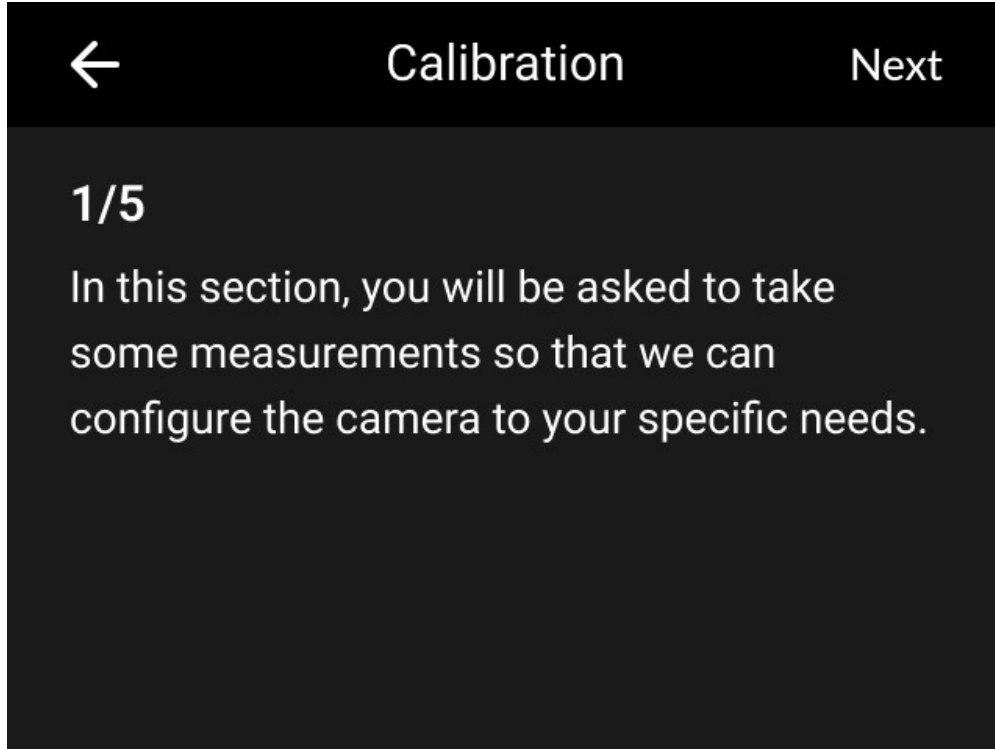 Calibration Next
1/5
In this section, you will be asked to take
some measurements so that we can
configure the camera to your specific needs.